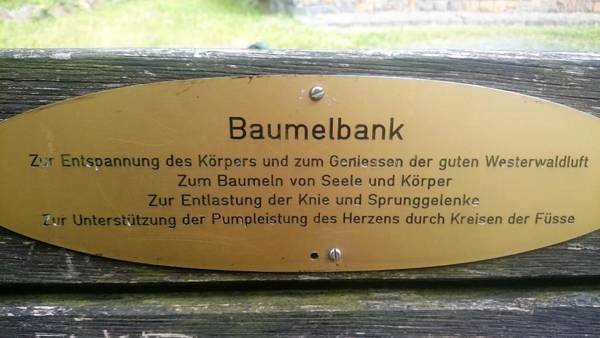 Baumelbank
Zur Entspannung des Körpers und zum Geniessen der guten Westerwaldluft
Zum Baumeln von Seele und Körper
Zur Entlastung der Knie und Sprunggelenke
Zur Unterstützung der Pumpleistung des Herzens durch Kreisen der Füsse